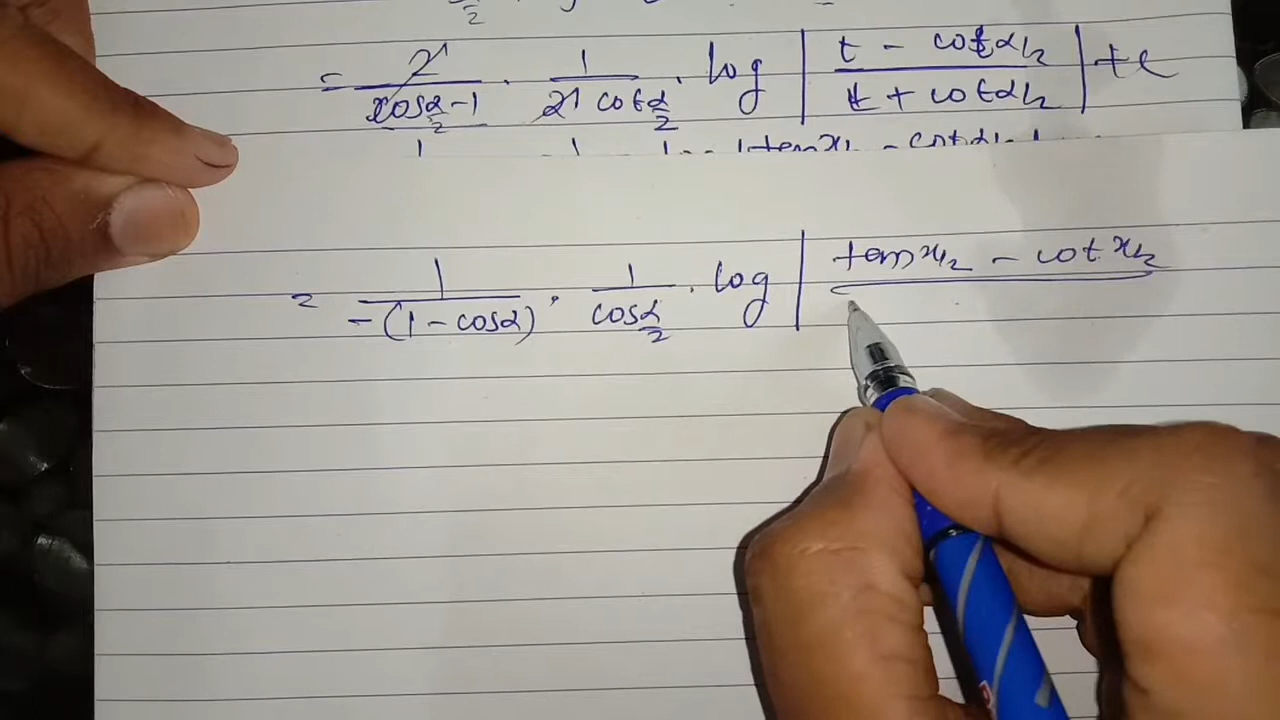 = 2/(cosα-1) · 1/(2 cot α/2) · log | (t - cot α/2)/(t + cot α/2) | + c
= 1/(-(1 - cosα)) · 1/(cos α/2) · log | tan x/2 - cot x/2